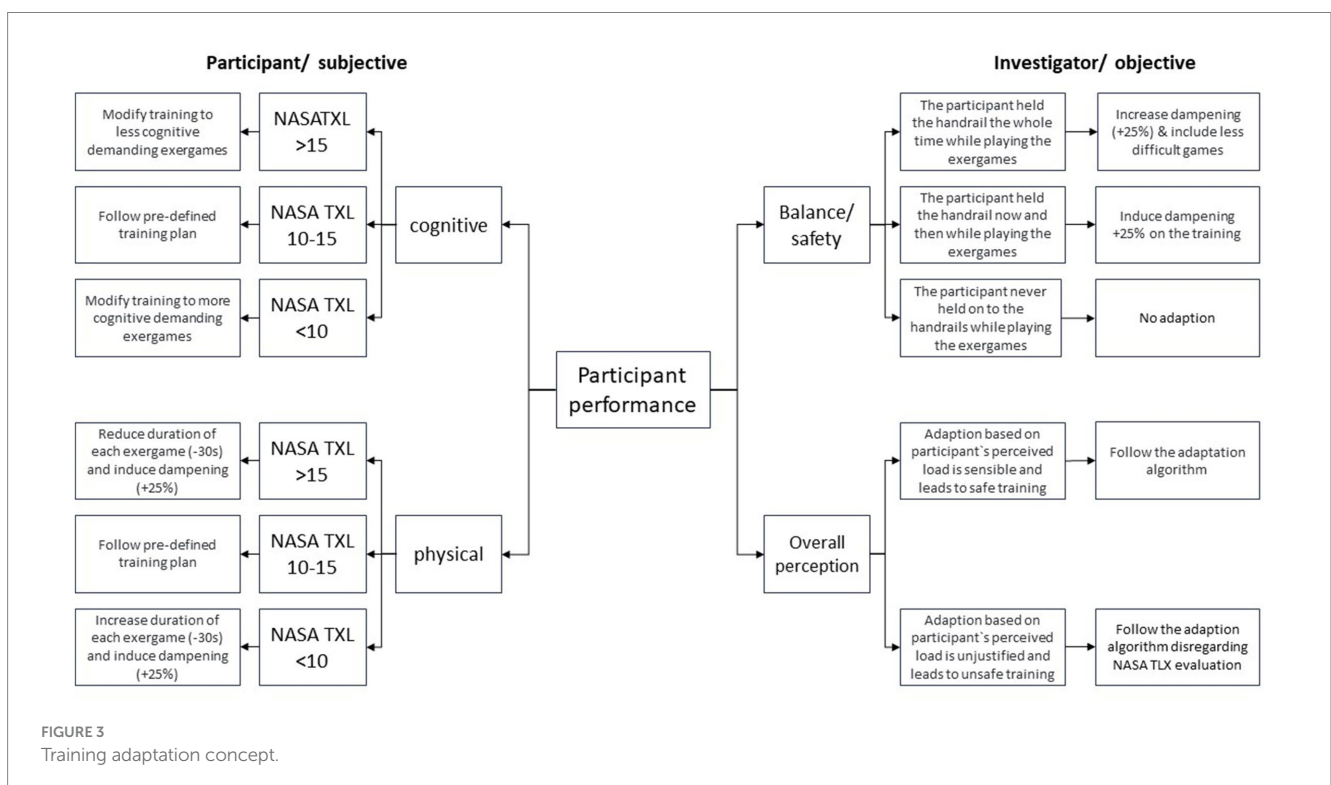 Participant/ subjective
Modify training to
less cognitive
demanding exergames
NASATXL
>15
Follow pre-defined
training plan
NASA TXL
10-15
cognitive
Modify training to more
cognitive demanding
exergames
NASA TXL
<10
Reduce duration of
each exergame (-30s)
and induce dampening
(+25%)
NASA TXL
>15
Follow pre-defined
training plan
NASA TXL
10-15
physical
Increase duration of
each exergame (-30s)
and induce dampening
(+25%)
NASA TXL
<10
Participant
performance
Investigator/ objective
Balance/
safety
The participant held
the handrail the whole
time while playing the
exergames
Increase dampening
(+25%) & include less
difficult games
The participant held
the handrail now and
then while playing the
exergames
Induce dampening
+25% on the training
The participant never
held on to the
handrails while playing
the exergames
No adaption
Overall
perception
Adaption based on
participant`s perceived
load is sensible and
leads to safe training
Follow the adaptation
algorithm
Adaption based on
participant`s perceived
load is unjustified and
leads to unsafe training
Follow the adaption
algorithm disregarding
NASA TLX evaluation
FIGURE 3
Training adaptation concept.